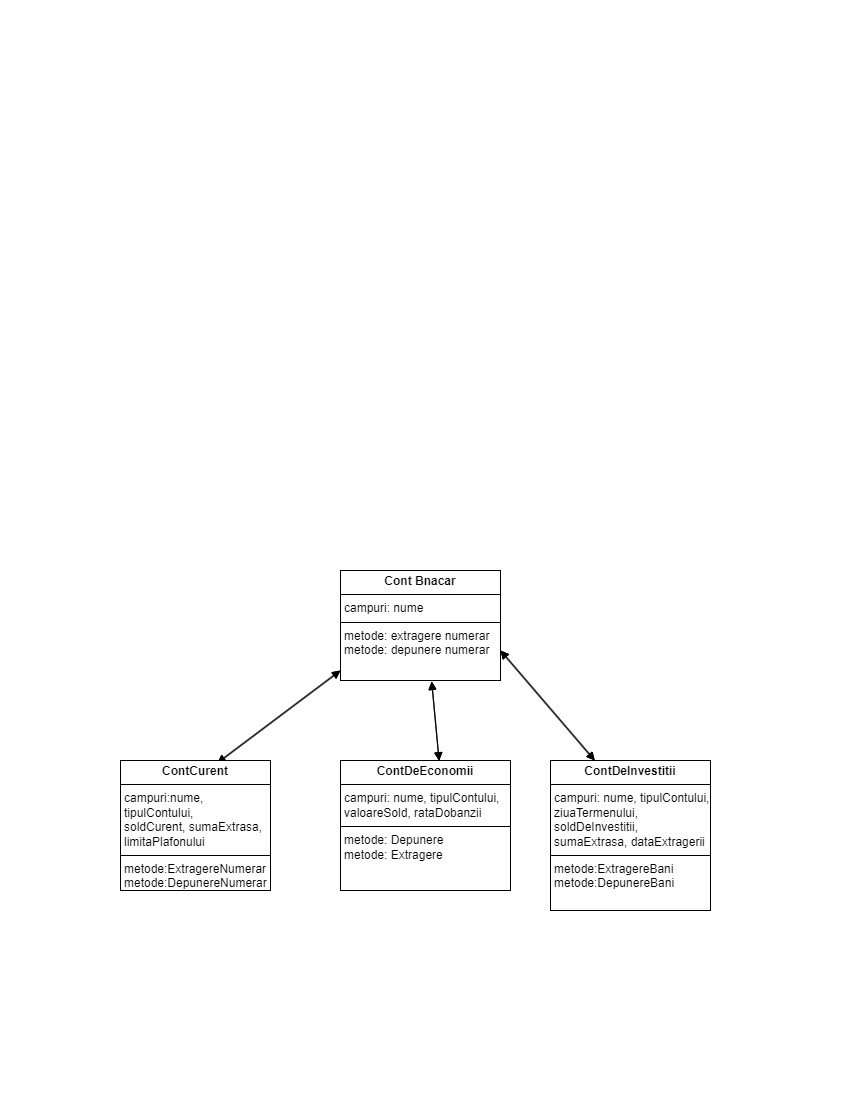 Cont Bnacar
campuri: nume
metode: extragere numerar
metode: depunere numerar
ContCurent
campuri:nume,
tipulContului,
soldCurent, sumaExtrasa,
limitaPlafonului
metode:ExtragereNumerar
metode:DepunereNumerar
ContDeEconomii
campuri: nume, tipulContului,
valoareSold, rataDobanzii
metode: Depunere
metode: Extragere
ContDeInvestitii
campuri: nume, tipulContului,
ziuaTermenului,
soldDeInvestitii,
sumaExtrasa, dataExtragerii
metode:ExtragereBani
metode:DepunereBani